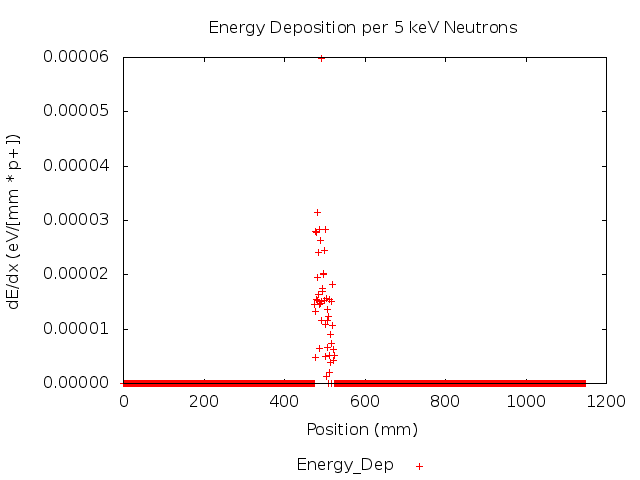 Energy Deposition per 5 keV Neutrons
0.00006
0.00005
0.00004
0.00003
0.00002
0.00001
0.00000
dE/dx (eV/[mm * p+])
0 200 400 600 800 1000 1200
Position (mm)
Energy_Dep